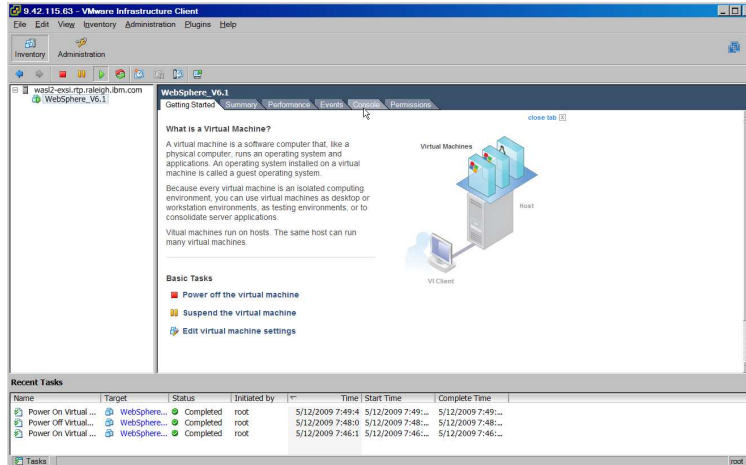 9.42.115.63 - VMware Infrastructure Client
File Edit View Inventory Administration Plugins Help
Inventory Administration
wasl2-exsi.rtp.raleigh.ibm.com
WebSphere_V6.1
WebSphere_V6.1
Getting Started Summary Performance Events Console Permissions
close tab X
What is a Virtual Machine?
A virtual machine is a software computer that, like a
physical computer, runs an operating system and
applications. An operating system installed on a virtual
machine is called a guest operating system.
Because every virtual machine is an isolated computing
environment, you can use virtual machines as desktop or
workstation environments, as testing environments, or to
consolidate server applications.
Vitual machines run on hosts. The same host can run
many virtual machines.
Virtual Machines
Host
VI Client
Basic Tasks
Power off the virtual machine
Suspend the virtual machine
Edit virtual machine settings
Recent Tasks
Name Target Status Initiated by Time Start Time Complete Time
Power On Virtual ... WebSphere... Completed root 5/12/2009 7:49:4 5/12/2009 7:49:... 5/12/2009 7:49:...
Power Off Virtual... WebSphere... Completed root 5/12/2009 7:48:0 5/12/2009 7:48:... 5/12/2009 7:48:...
Power On Virtual ... WebSphere... Completed root 5/12/2009 7:46:1 5/12/2009 7:46:... 5/12/2009 7:46:...
Tasks root